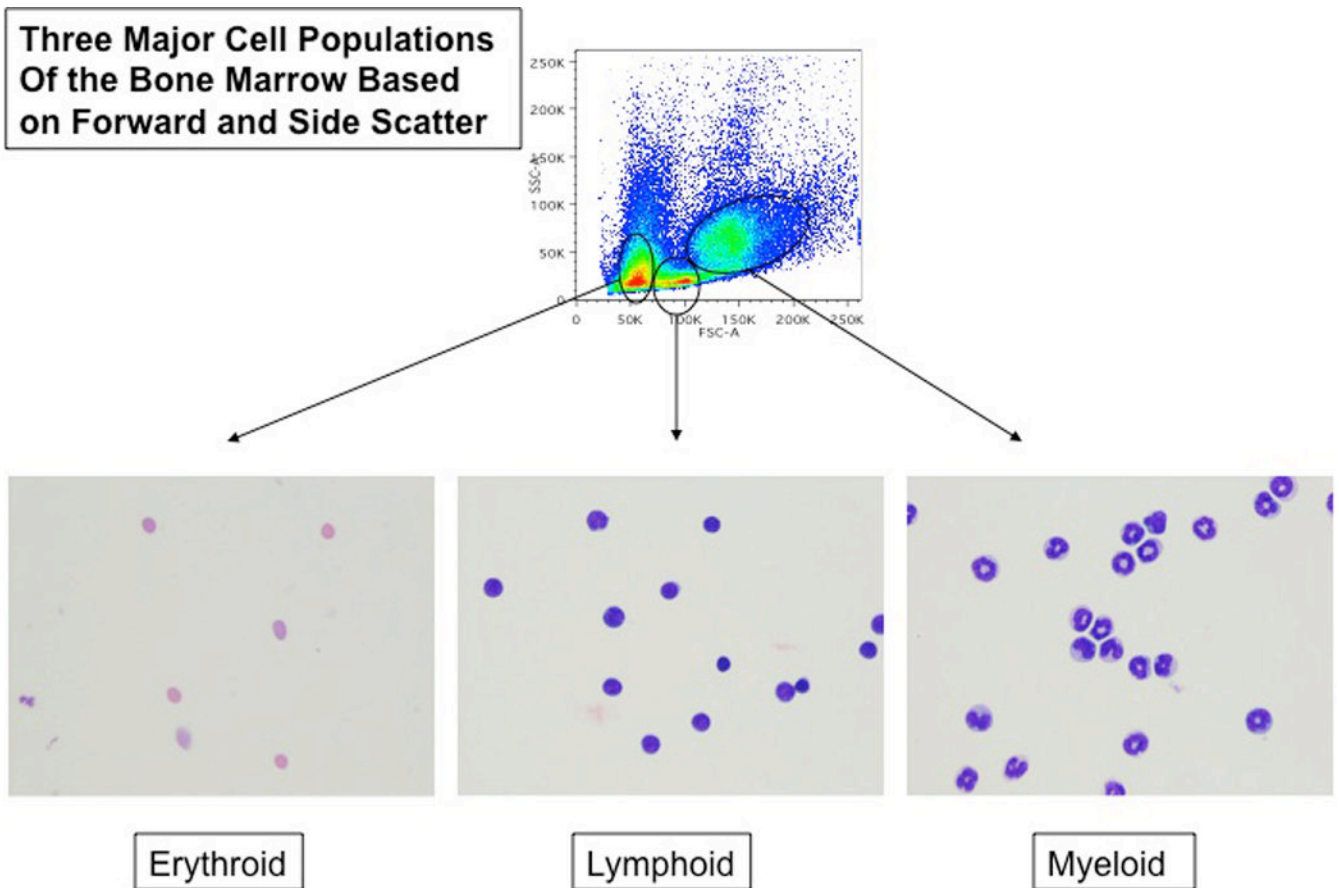 Three Major Cell Populations
Of the Bone Marrow Based
on Forward and Side Scatter
250K
200K
150K
100K
50K
0
SSC-A
0 50K 100K 150K 200K 250K
FSC-A
Erythroid
Lymphoid
Myeloid